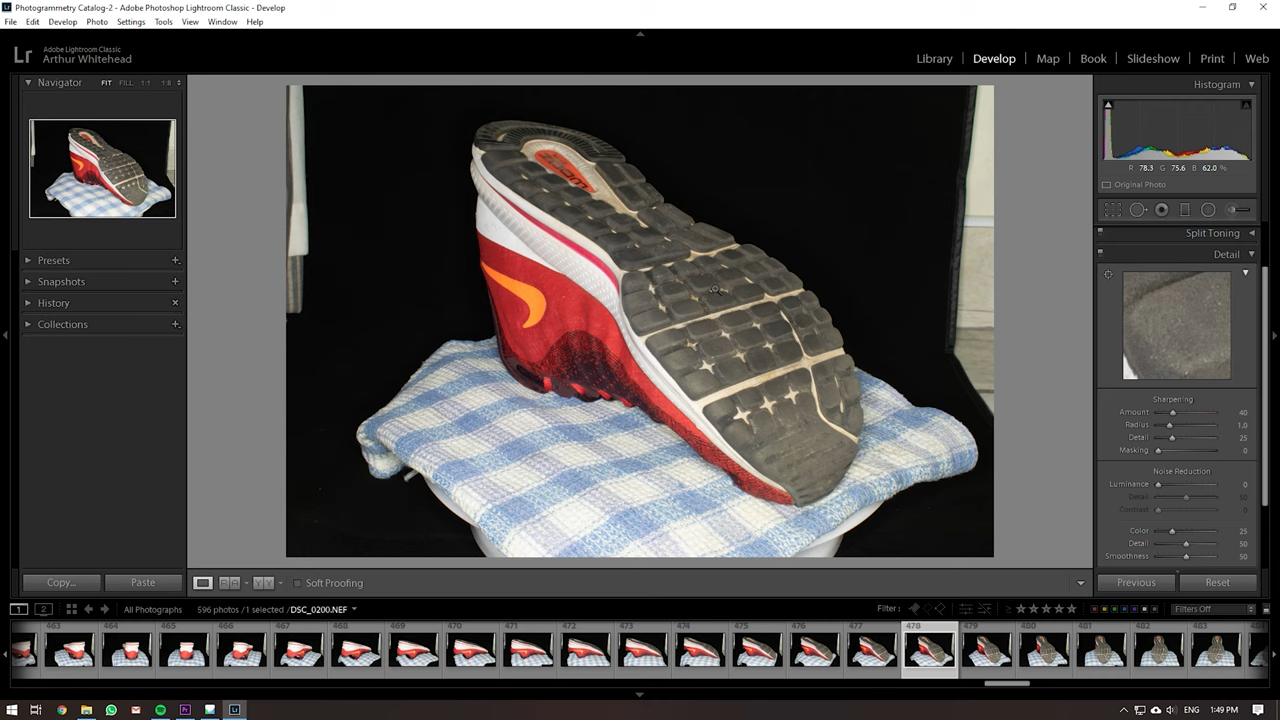 Photogrammetry Catalog-2 - Adobe Photoshop Lightroom Classic - Develop
File Edit Develop Photo Settings Tools View Window Help
Lr
Adobe Lightroom Classic
Arthur Whitehead
Library Develop Map Book Slideshow Print Web
Navigator FIT FILL 1:1 1:8
Histogram
R 78.3 G 75.6 B 62.0 %
Original Photo
Split Toning
Detail
Presets
Snapshots
History
Collections
Sharpening
Amount 40
Radius 1,0
Detail 25
Masking 0
Noise Reduction
Luminance 0
Detail 50
Contrast 0
Color 25
Detail 50
Smoothness 50
Copy... Paste
Soft Proofing
Previous Reset
1 2 All Photographs 596 photos / 1 selected / DSC_0200.NEF
Filter: Filters Off
463 464 465 466 467 468 469 470 471 472 473 474 475 476 477 478 479 480 481 482 483
ENG 1:49 PM